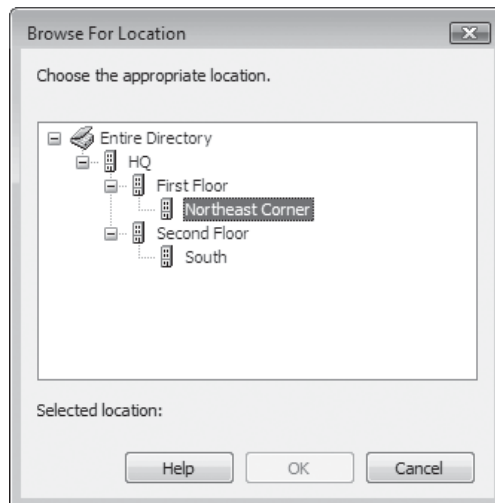 Browse For Location
Choose the appropriate location.
Entire Directory
HQ
First Floor
Northeast Corner
Second Floor
South
Selected location:
Help
OK
Cancel